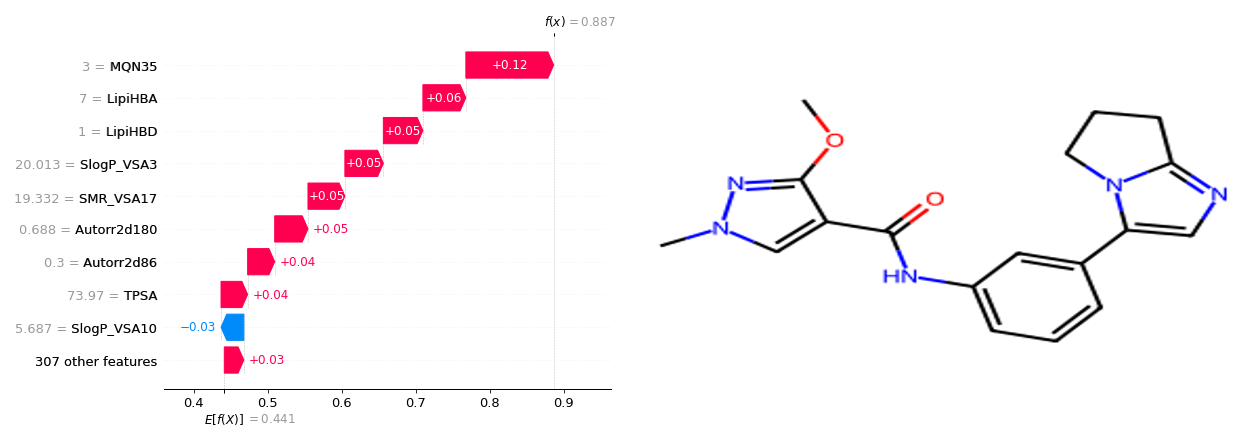 f(x) = 0.887
3 = MQN35
+0.12
7 = LipiHBA
+0.06
1 = LipiHBD
+0.05
20.013 = SlogP_VSA3
+0.05
19.332 = SMR_VSA17
+0.05
0.688 = Autorr2d180
+0.05
0.3 = Autorr2d86
+0.04
73.97 = TPSA
+0.04
5.687 = SlogP_VSA10
−0.03
307 other features
+0.03
0.4 0.5 0.6 0.7 0.8 0.9
E[f(X)] = 0.441
O
N
N
O
HN
N
N